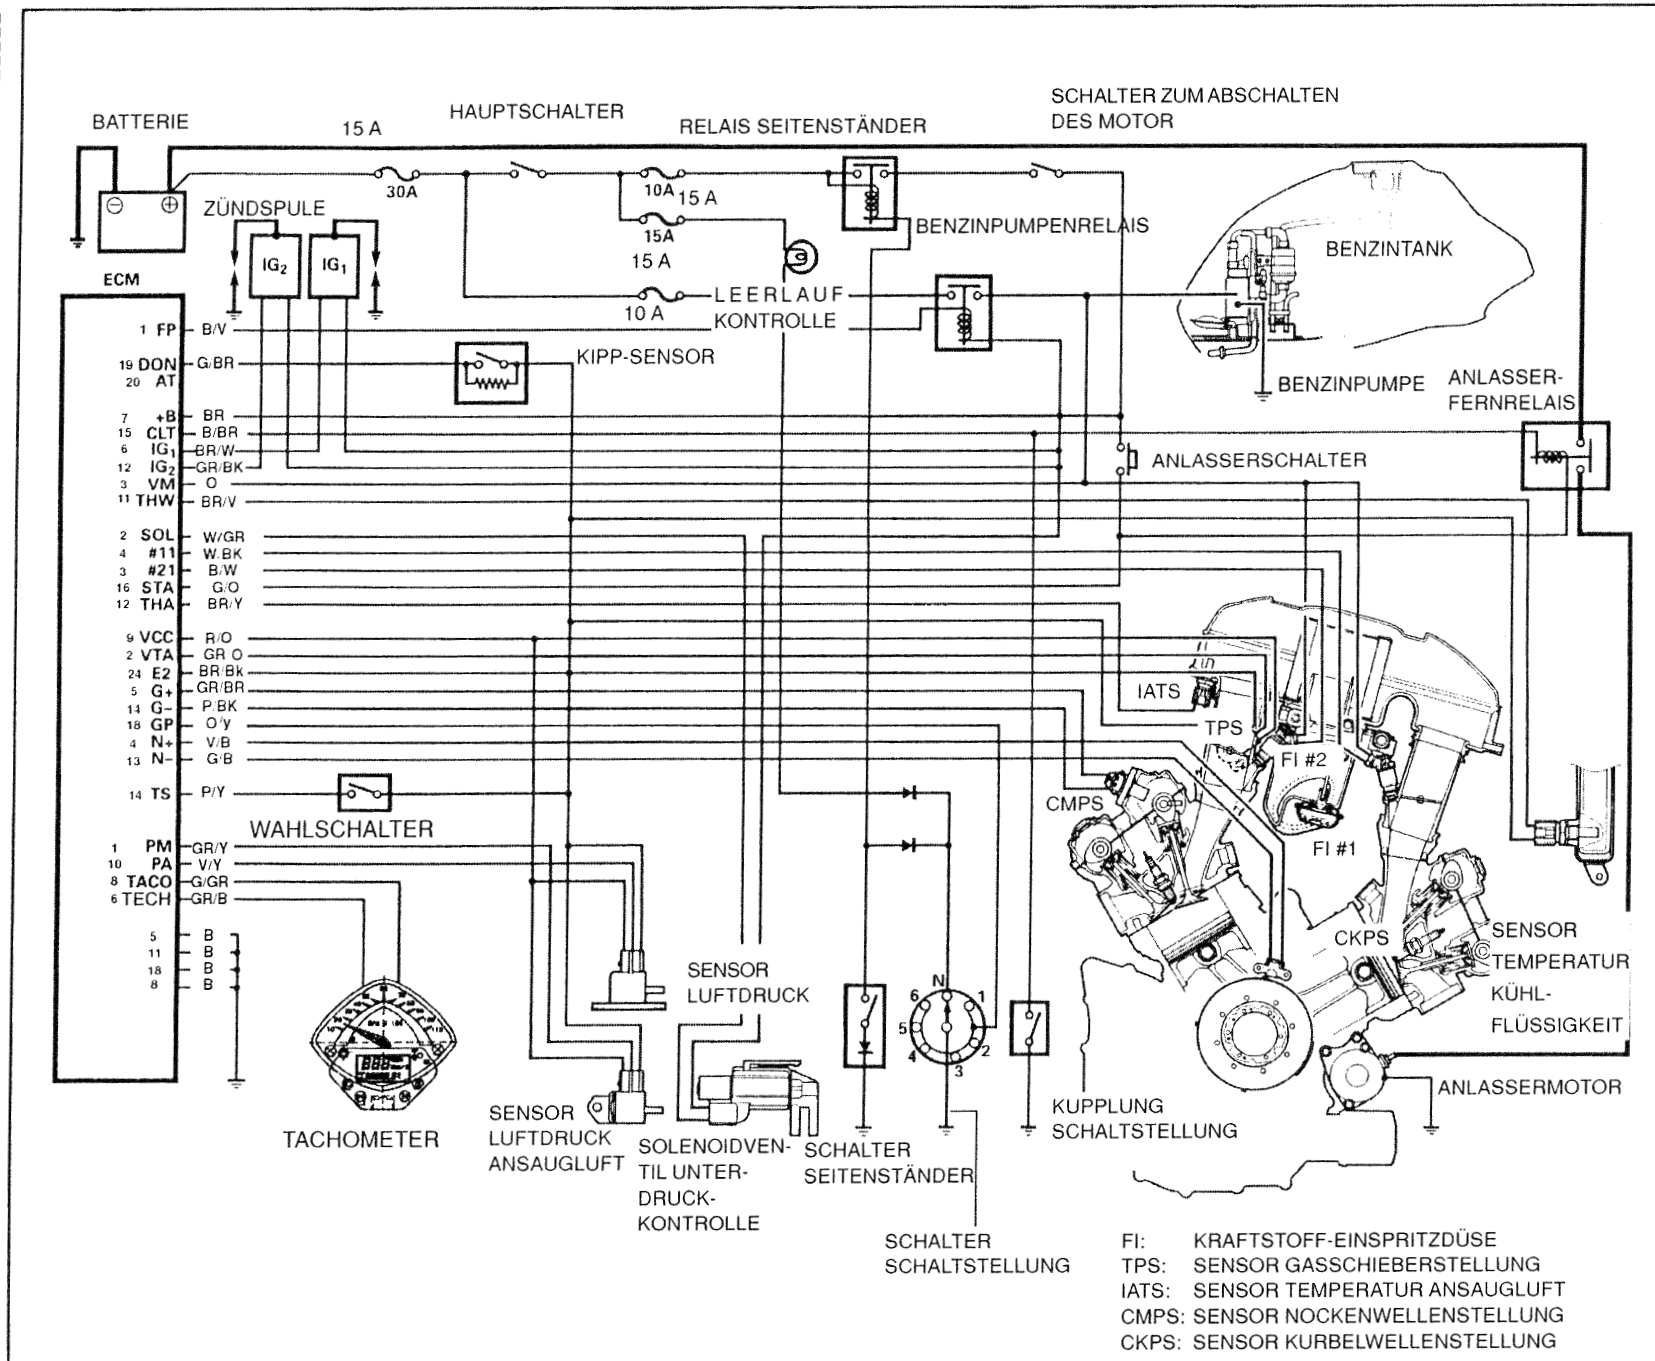 SCHALTER ZUM ABSCHALTEN
DES MOTOR
HAUPTSCHALTER
BATTERIE
15 A
RELAIS SEITENSTÄNDER
30A
10A
15 A
ZÜNDSPULE
BENZINPUMPENRELAIS
15A
BENZINTANK
IG2
IG1
15 A
ECM
LEERLAUF
KONTROLLE
10 A
1 FP B/V
KIPP-SENSOR
19 DON G/BR
20 AT
BENZINPUMPE
ANLASSER-
FERNRELAIS
7 +B BR
15 CLT B/BR
6 IG1 BR/W
12 IG2 GR/BK
ANLASSERSCHALTER
3 VM O
11 THW BR/V
2 SOL W/GR
4 #11 W.BK
3 #21 B/W
16 STA G/O
12 THA BR/Y
9 VCC R/O
2 VTA GR O
24 E2 BR/Bk
5 G+ GR/BR
14 G- P/BK
18 GP O/y
4 N+ V/B
13 N- G/B
IATS
TPS
FI #2
14 TS P/Y
CMPS
WAHLSCHALTER
1 PM GR/Y
FI #1
10 PA V/Y
8 TACO G/GR
6 TECH GR/B
5 B
11 B
18 B
8 B
CKPS
SENSOR
TEMPERATUR
KÜHL-
FLÜSSIGKEIT
SENSOR
LUFTDRUCK
N
1
2
3
4
5
6
ANLASSERMOTOR
TACHOMETER
SENSOR
LUFTDRUCK
ANSAUGLUFT
SOLENOIDVEN-
TIL UNTER-
DRUCK-
KONTROLLE
SCHALTER
SEITENSTÄNDER
KUPPLUNG
SCHALTSTELLUNG
SCHALTER
SCHALTSTELLUNG
FI: KRAFTSTOFF-EINSPRITZDÜSE
TPS: SENSOR GASSCHIEBERSTELLUNG
IATS: SENSOR TEMPERATUR ANSAUGLUFT
CMPS: SENSOR NOCKENWELLENSTELLUNG
CKPS: SENSOR KURBELWELLENSTELLUNG